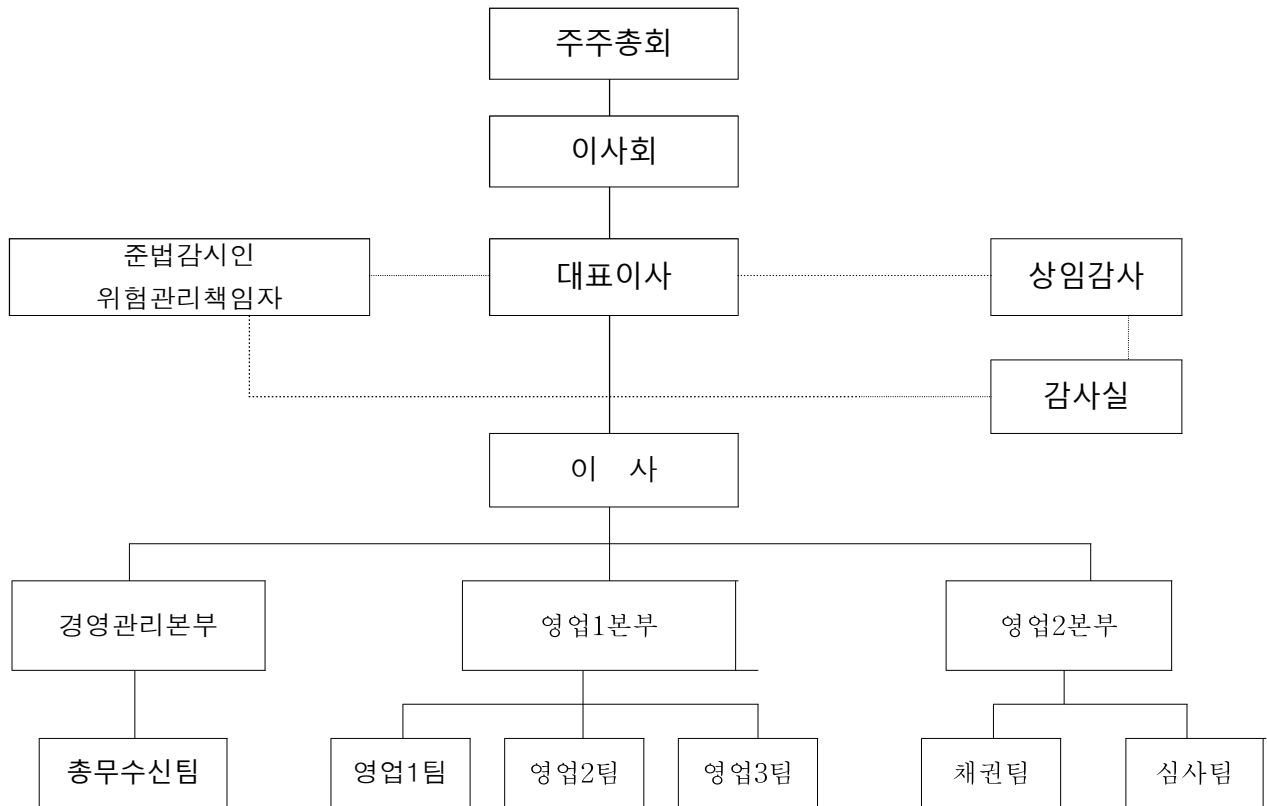 주주총회
이사회
준법감시인
위험관리책임자
대표이사
상임감사
감사실
이 사
경영관리본부
영업1본부
영업2본부
총무수신팀
영업1팀
영업2팀
영업3팀
채권팀
심사팀